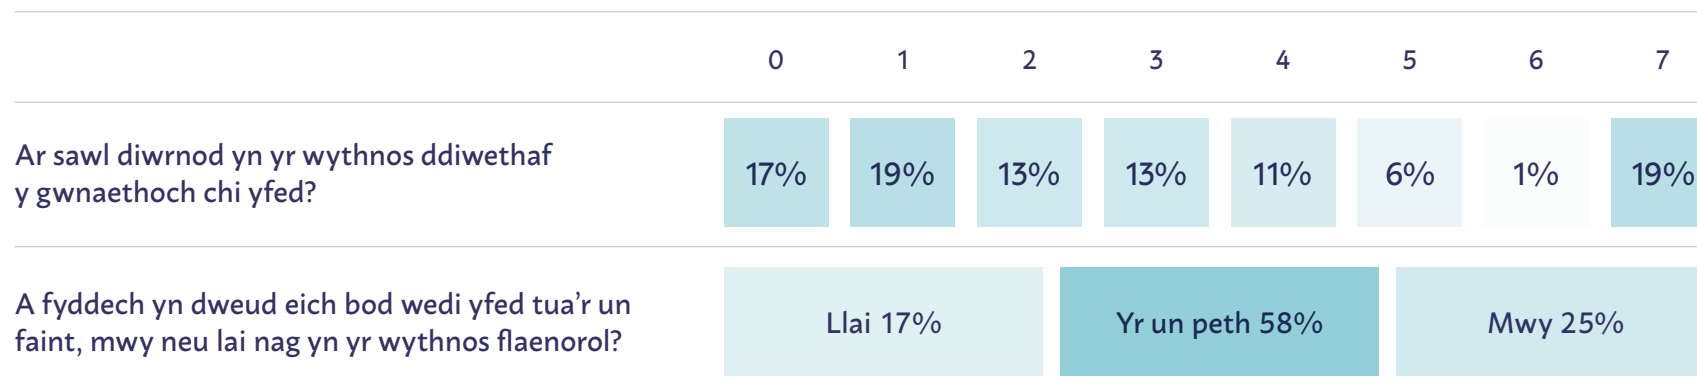 0 1 2 3 4 5 6 7
Ar sawl diwrnod yn yr wythnos ddiwethaf
y gwnaethoch chi yfed?
17% 19% 13% 13% 11% 6% 1% 19%
A fyddech yn dweud eich bod wedi yfed tua’r un
faint, mwy neu lai nag yn yr wythnos flaenorol?
Llai 17% Yr un peth 58% Mwy 25%